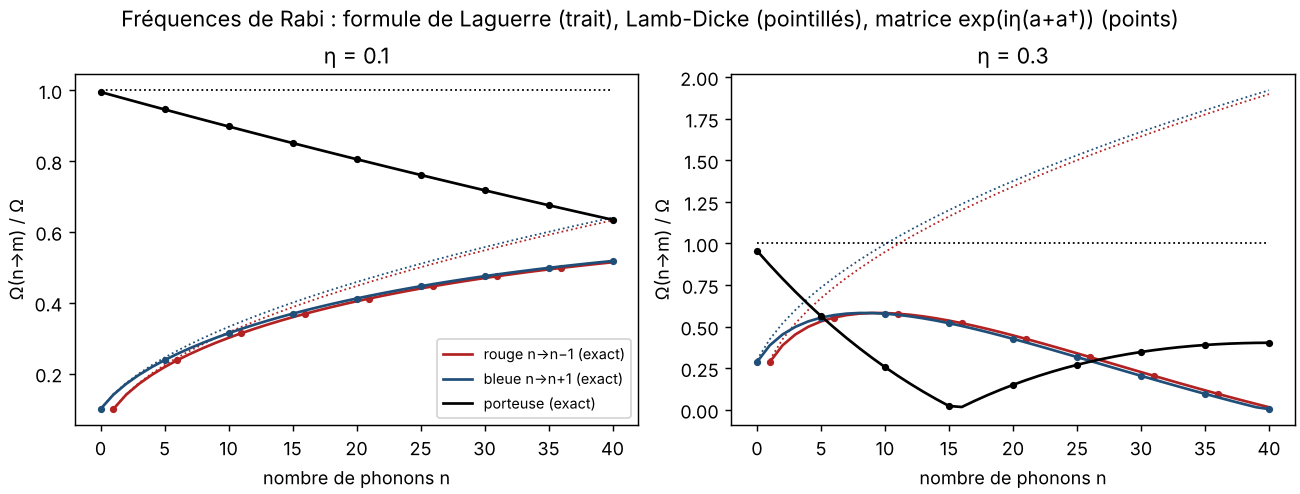 Fréquences de Rabi : formule de Laguerre (trait), Lamb-Dicke (pointillés), matrice exp(iη(a+a†)) (points)
η = 0.1
Ω(n→m) / Ω
1.0
0.8
0.6
0.4
0.2
0 5 10 15 20 25 30 35 40
nombre de phonons n
rouge n→n−1 (exact)
bleue n→n+1 (exact)
porteuse (exact)
η = 0.3
Ω(n→m) / Ω
2.00
1.75
1.50
1.25
1.00
0.75
0.50
0.25
0.00
0 5 10 15 20 25 30 35 40
nombre de phonons n